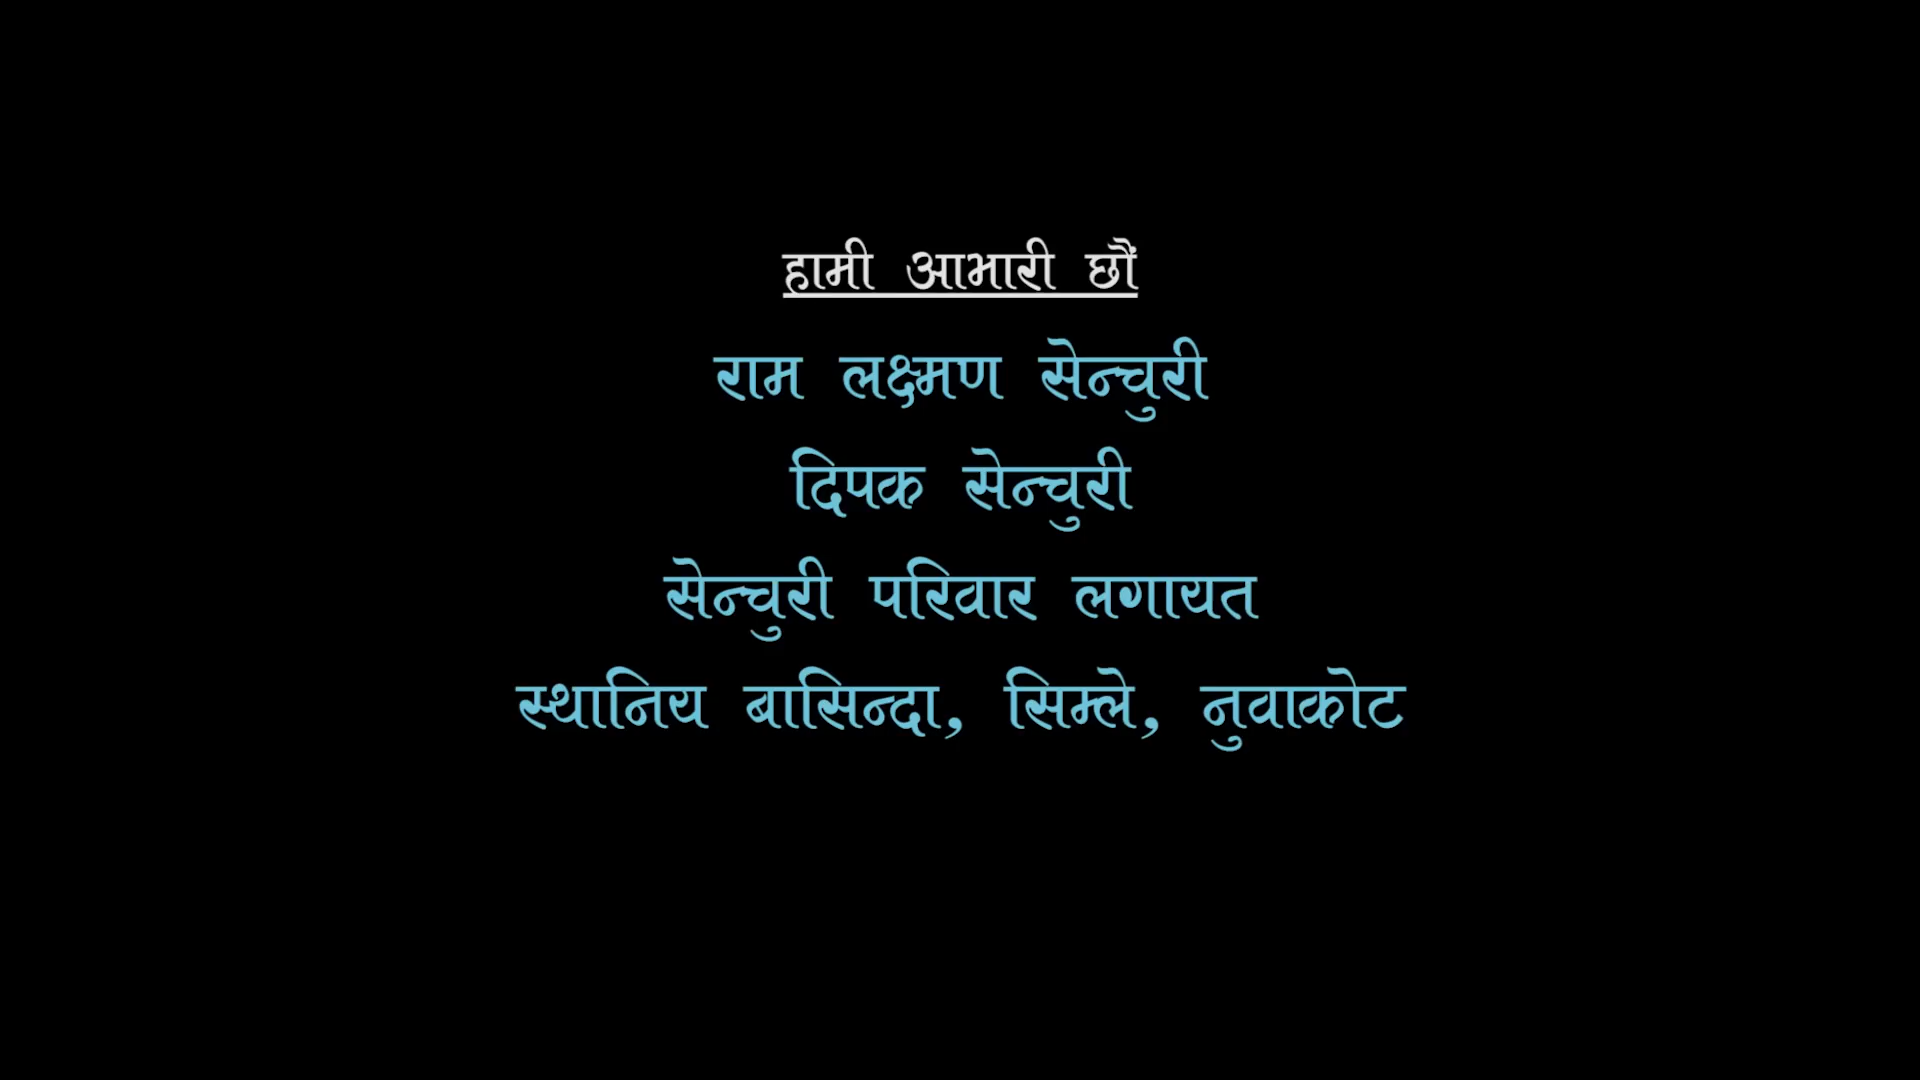 हामी आभारी छौं
राम लक्ष्मण सेन्चुरी
दिपक सेन्चुरी
सेन्चुरी परिवार लगायत
स्थानिय बासिन्दा, सिम्ले, नुवाकोट